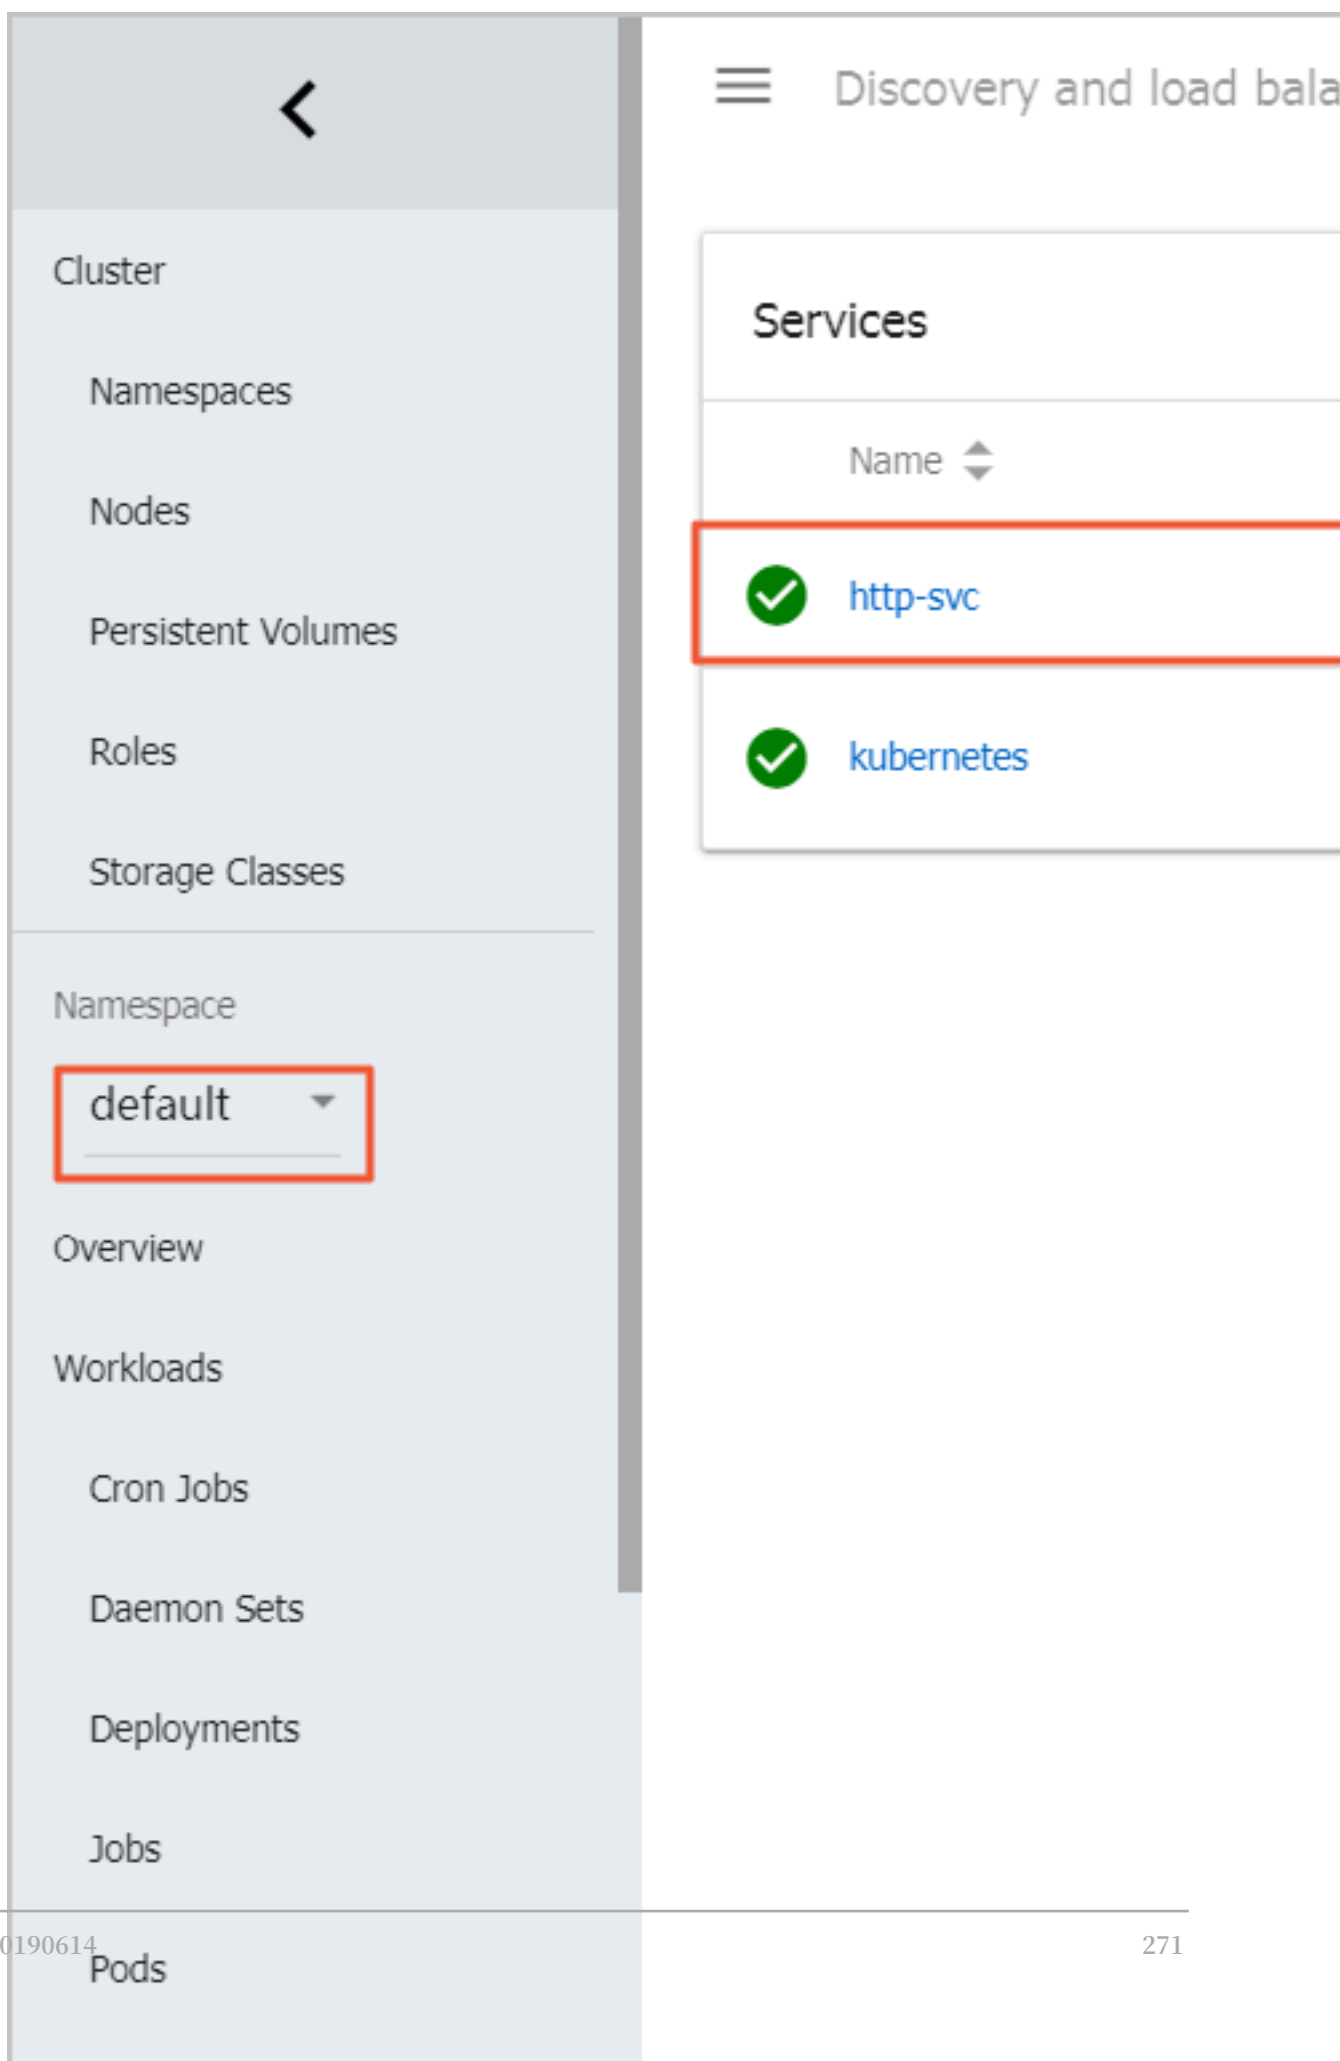 Cluster
Namespaces
Nodes
Persistent Volumes
Roles
Storage Classes
Namespace
default
Overview
Workloads
Cron Jobs
Daemon Sets
Deployments
Jobs
Pods
Discovery and load bala
Services
Name
http-svc
kubernetes
0190614
271